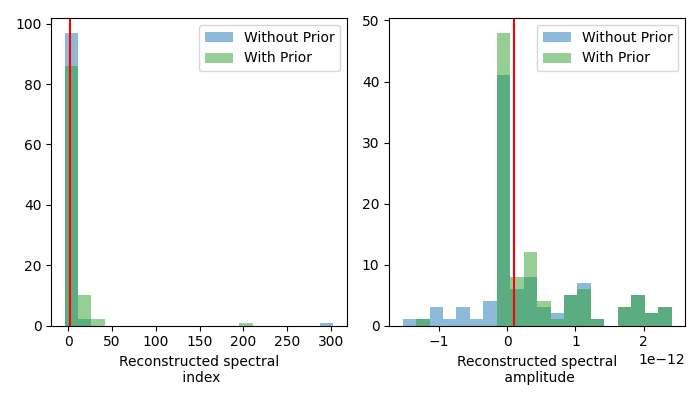 100
80
60
40
20
0
0 50 100 150 200 250 300
Reconstructed spectral
index
Without Prior
With Prior
50
40
30
20
10
0
−1 0 1 2
1e−12
Reconstructed spectral
amplitude
Without Prior
With Prior